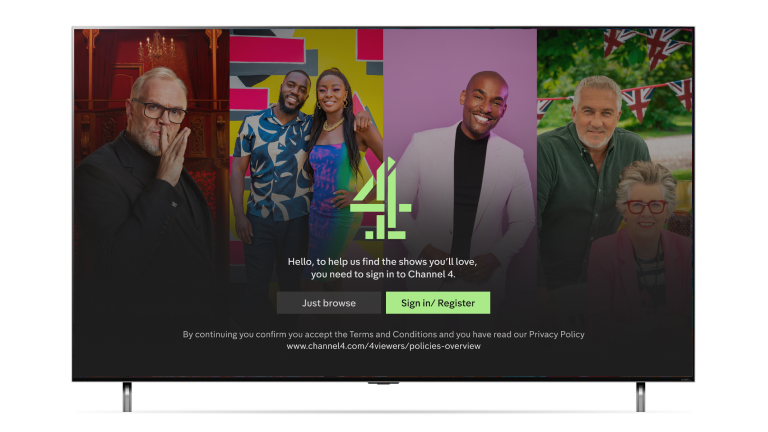 4
Hello, to help us find the shows you'll love,
you need to sign in to Channel 4.
Just browse
Sign in/ Register
By continuing you confirm you accept the Terms and Conditions and you have read our Privacy Policy
www.channel4.com/4viewers/policies-overview